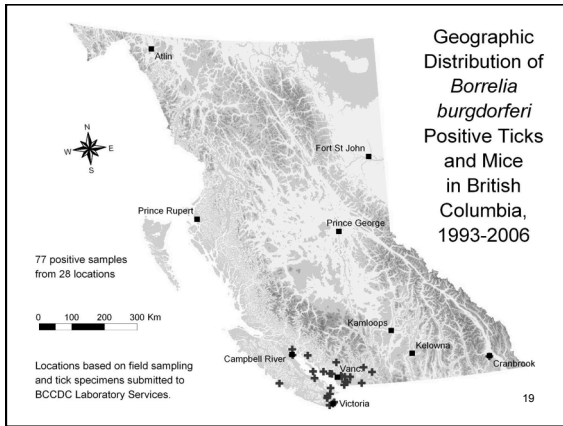 Geographic
Distribution of
Borrelia
burgdorferi
Positive Ticks
and Mice
in British
Columbia,
1993-2006
Atlin
N
W
E
S
Fort St John
Prince Rupert
Prince George
77 positive samples
from 28 locations
0 50 100 200 300 Km
Kamloops
Campbell River
Kelowna
Vanc
Cranbrook
Locations based on field sampling
and tick specimens submitted to
BCCDC Laboratory Services.
Victoria
19